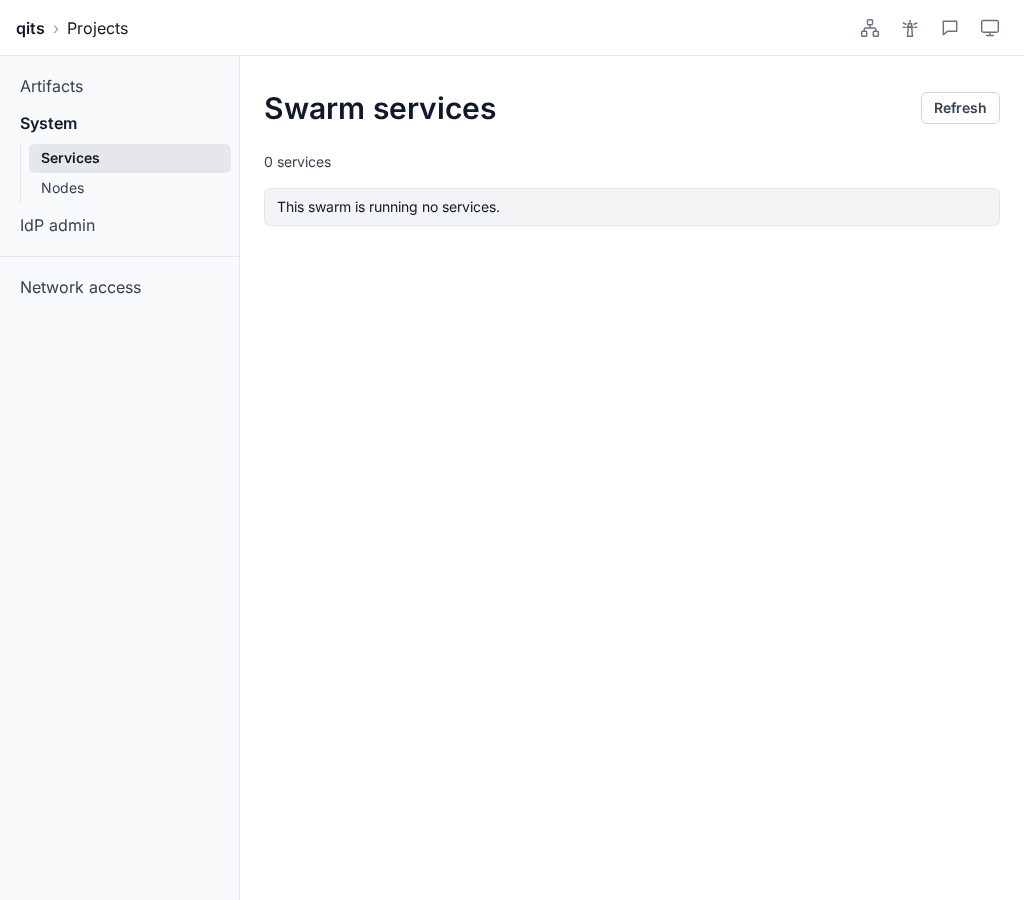 qits › Projects
Artifacts
System
Services
Nodes
IdP admin
Network access
Swarm services
Refresh
0 services
This swarm is running no services.